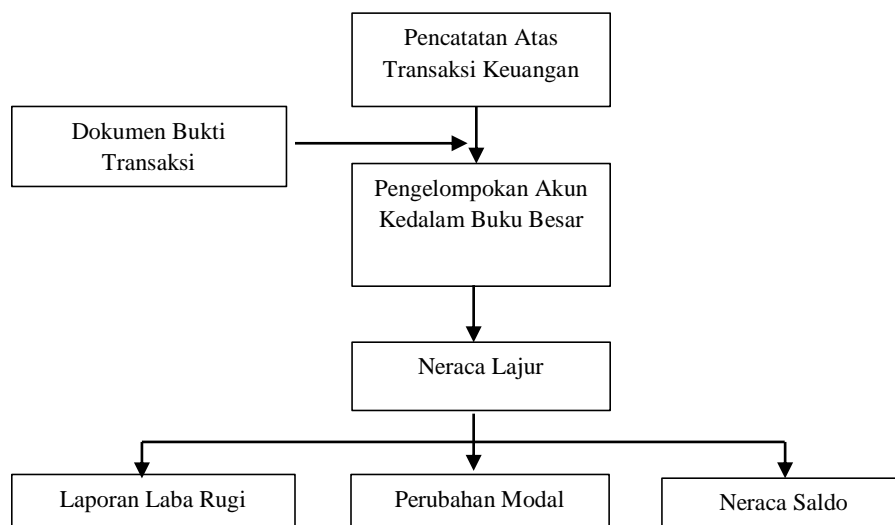 Pencatatan Atas
Transaksi Keuangan
Dokumen Bukti
Transaksi
Pengelompokan Akun
Kedalam Buku Besar
Neraca Lajur
Laporan Laba Rugi
Perubahan Modal
Neraca Saldo